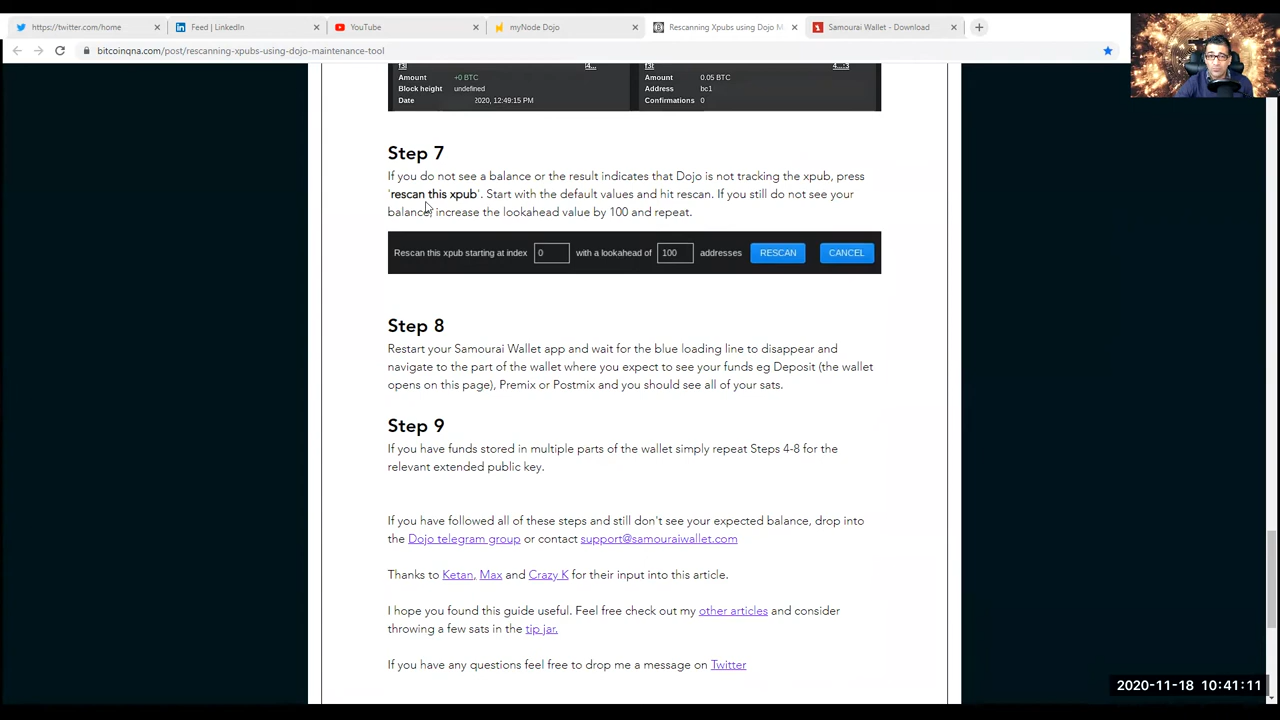 https://twitter.com/home
Feed | LinkedIn
YouTube
myNode Dojo
Rescanning Xpubs using Dojo M
Samourai Wallet - Download
bitcoinqna.com/post/rescanning-xpubs-using-dojo-maintenance-tool
Amount +0 BTC
Block height undefined
Date 2020, 12:49:15 PM
Amount 0.05 BTC
Address bc1
Confirmations 0
Step 7
If you do not see a balance or the result indicates that Dojo is not tracking the xpub, press
'rescan this xpub'. Start with the default values and hit rescan. If you still do not see your
balance, increase the lookahead value by 100 and repeat.
Rescan this xpub starting at index 0 with a lookahead of 100 addresses RESCAN CANCEL
Step 8
Restart your Samourai Wallet app and wait for the blue loading line to disappear and
navigate to the part of the wallet where you expect to see your funds eg Deposit (the wallet
opens on this page), Premix or Postmix and you should see all of your sats.
Step 9
If you have funds stored in multiple parts of the wallet simply repeat Steps 4-8 for the
relevant extended public key.
If you have followed all of these steps and still don't see your expected balance, drop into
the Dojo telegram group or contact support@samouraiwallet.com
Thanks to Ketan, Max and Crazy K for their input into this article.
I hope you found this guide useful. Feel free check out my other articles and consider
throwing a few sats in the tip jar.
If you have any questions feel free to drop me a message on Twitter
2020-11-18 10:41:11